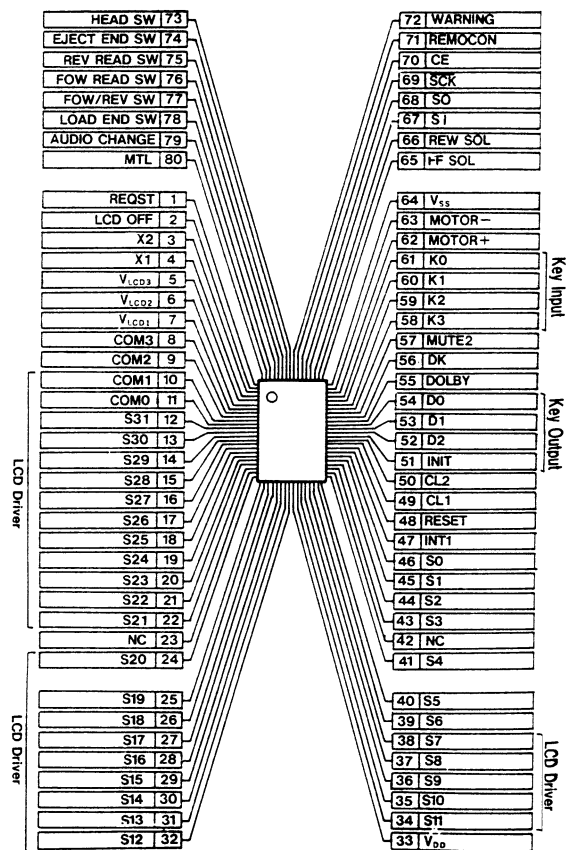 HEAD SW 73
EJECT END SW 74
REV READ SW 75
FOW READ SW 76
FOW/REV SW 77
LOAD END SW 78
AUDIO CHANGE 79
MTL 80
REQST 1
LCD OFF 2
X2 3
X1 4
VLCD3 5
VLCD2 6
VLCD1 7
COM3 8
COM2 9
COM1 10
COM0 11
S31 12
S30 13
S29 14
S28 15
S27 16
S26 17
S25 18
S24 19
S23 20
S22 21
S21 22
NC 23
S20 24
LCD Driver
S19 25
S18 26
S17 27
S16 28
S15 29
S14 30
S13 31
S12 32
LCD Driver
72 WARNING
71 REMOCON
70 CE
69 SCK
68 SO
67 SI
66 REW SOL
65 FF SOL
64 VSS
63 MOTOR−
62 MOTOR+
61 K0
60 K1
59 K2
58 K3
Key Input
57 MUTE2
56 DK
55 DOLBY
54 D0
53 D1
52 D2
51 INIT
Key Output
50 CL2
49 CL1
48 RESET
47 INT1
46 S0
45 S1
44 S2
43 S3
42 NC
41 S4
40 S5
39 S6
38 S7
37 S8
36 S9
35 S10
34 S11
LCD Driver
33 VDD